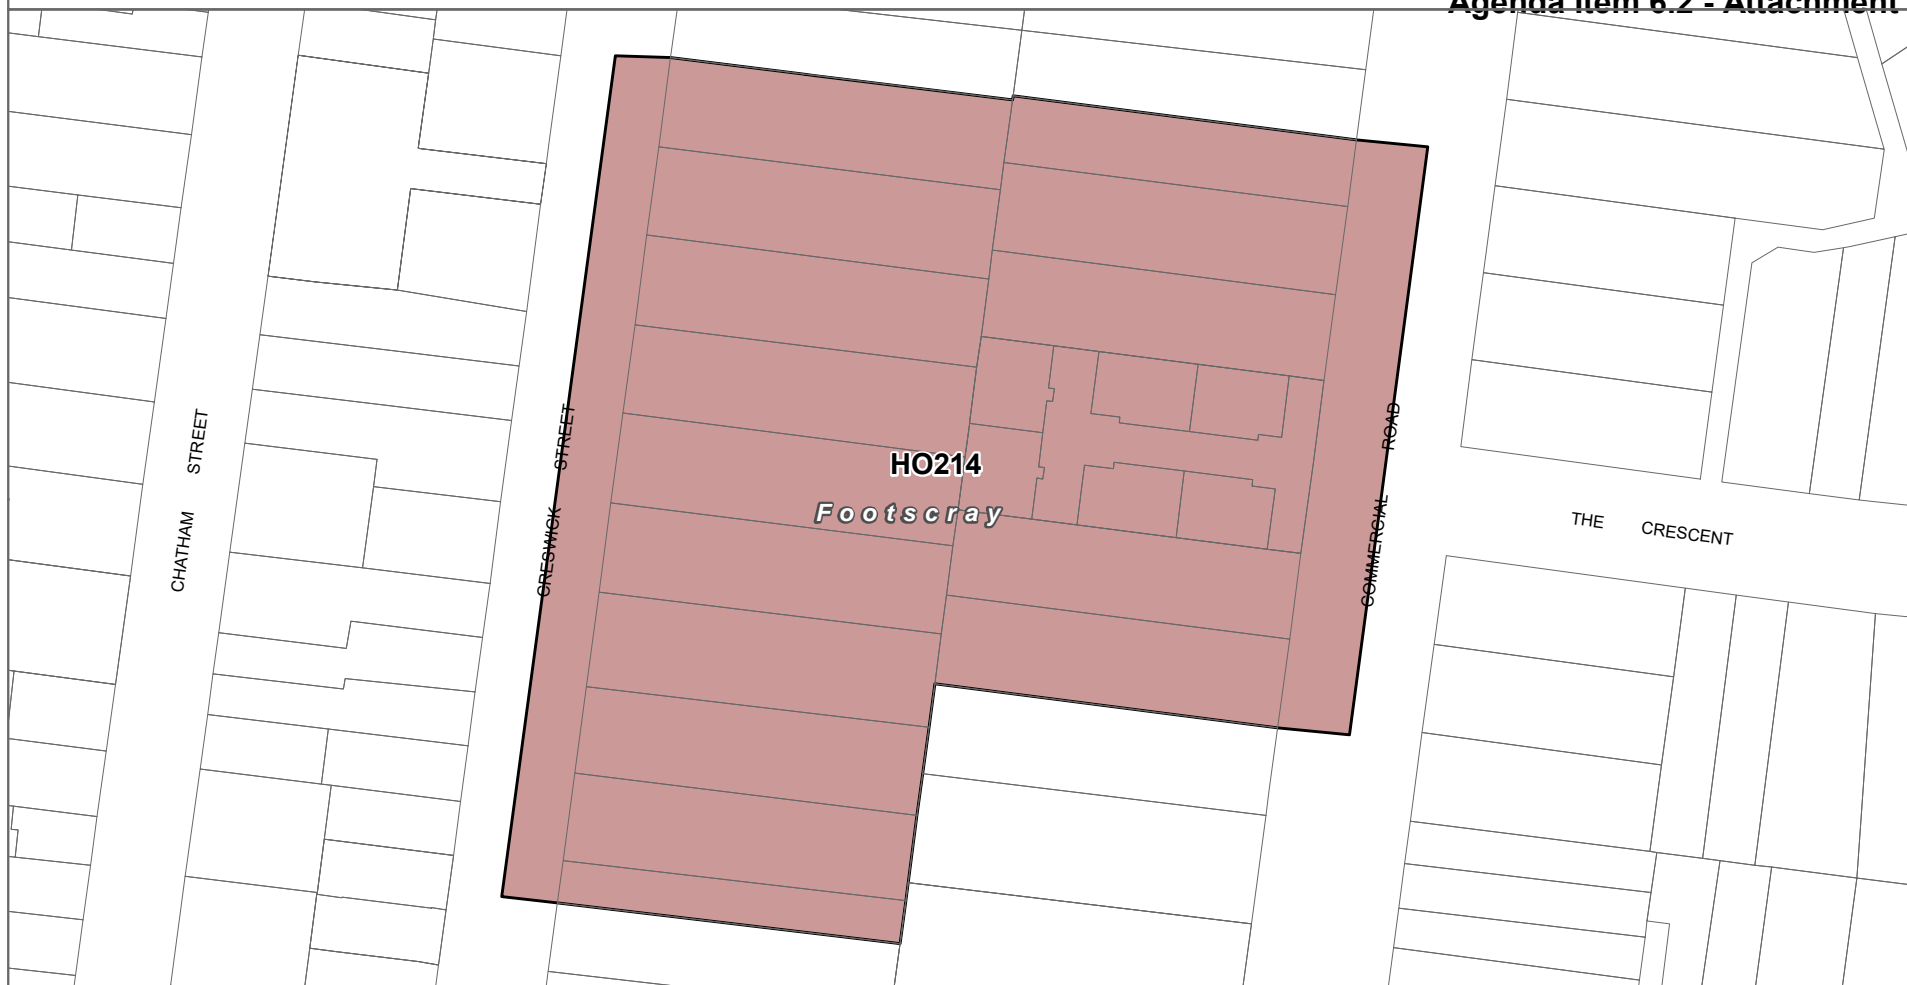 Agenda Item 6.2 - Attachment
CHATHAM STREET
CRESWICK STREET
HO214
Footscray
COMMERCIAL ROAD
THE CRESCENT